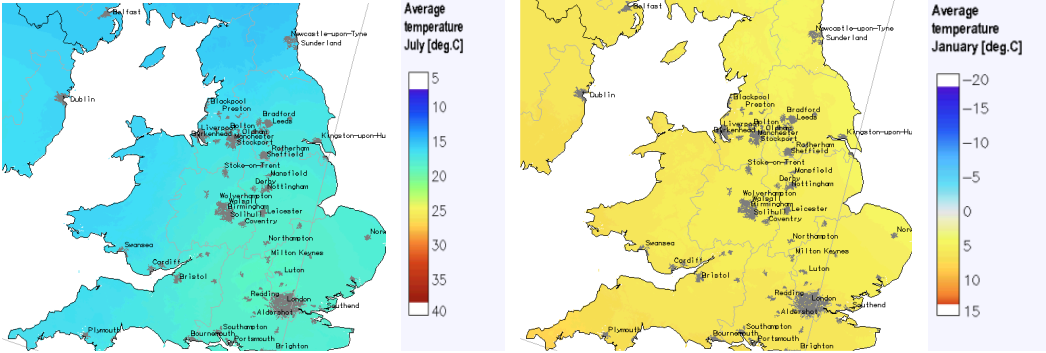 Belfast
Newcastle-upon-Tyne
Sunderland
Dublin
Blackpool
Preston
Bradford
Leeds
Liverpool
Bolton
Oldham
Birkenhead
Manchester
Stockport
Kingston-upon-Hu
Rotherham
Sheffield
Stoke-on-Trent
Mansfield
Derby
Nottingham
Wolverhampton
Walsall
Birmingham
Solihull
Leicester
Coventry
Northampton
Nor
Swansea
Milton Keynes
Cardiff
Luton
Bristol
Reading
London
Southend
Aldershot
Plymouth
Southampton
Bournemouth
Portsmouth
Brighton
Average
temperature
July [deg.C]
5
10
15
20
25
30
35
40
Belfast
Newcastle-upon-Tyne
Sunderland
Dublin
Blackpool
Preston
Bradford
Leeds
Liverpool
Bolton
Oldham
Birkenhead
Manchester
Stockport
Kingston-upon-Hu
Rotherham
Sheffield
Stoke-on-Trent
Mansfield
Derby
Nottingham
Wolverhampton
Walsall
Birmingham
Solihull
Leicester
Coventry
Northampton
Nor
Swansea
Milton Keynes
Cardiff
Luton
Bristol
Reading
London
Southend
Aldershot
Plymouth
Southampton
Bournemouth
Portsmouth
Brighton
Average
temperature
January [deg.C]
−20
−15
−10
−5
0
5
10
15